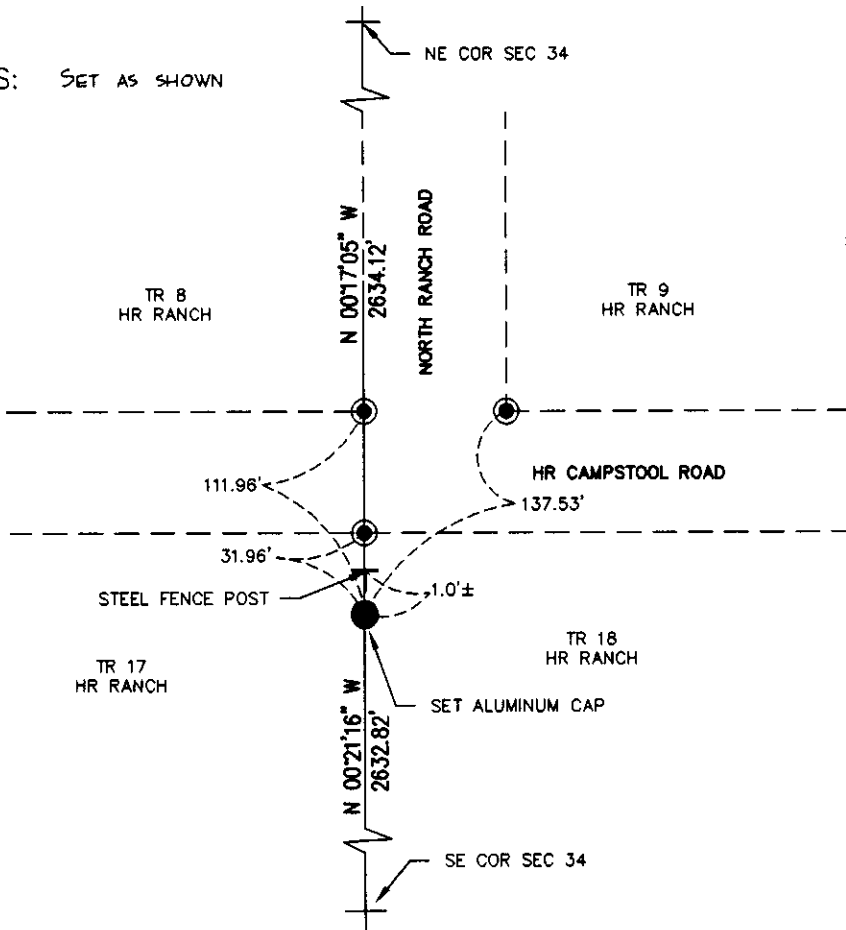 NE COR SEC 34
S: SET AS SHOWN
N 00°17'05" W
2634.12'
NORTH RANCH ROAD
TR 8
HR RANCH
TR 9
HR RANCH
111.96'
HR CAMPSTOOL ROAD
137.53'
31.96'
STEEL FENCE POST
1.0'±
TR 17
HR RANCH
TR 18
HR RANCH
SET ALUMINUM CAP
N 00°21'16" W
2632.82'
SE COR SEC 34